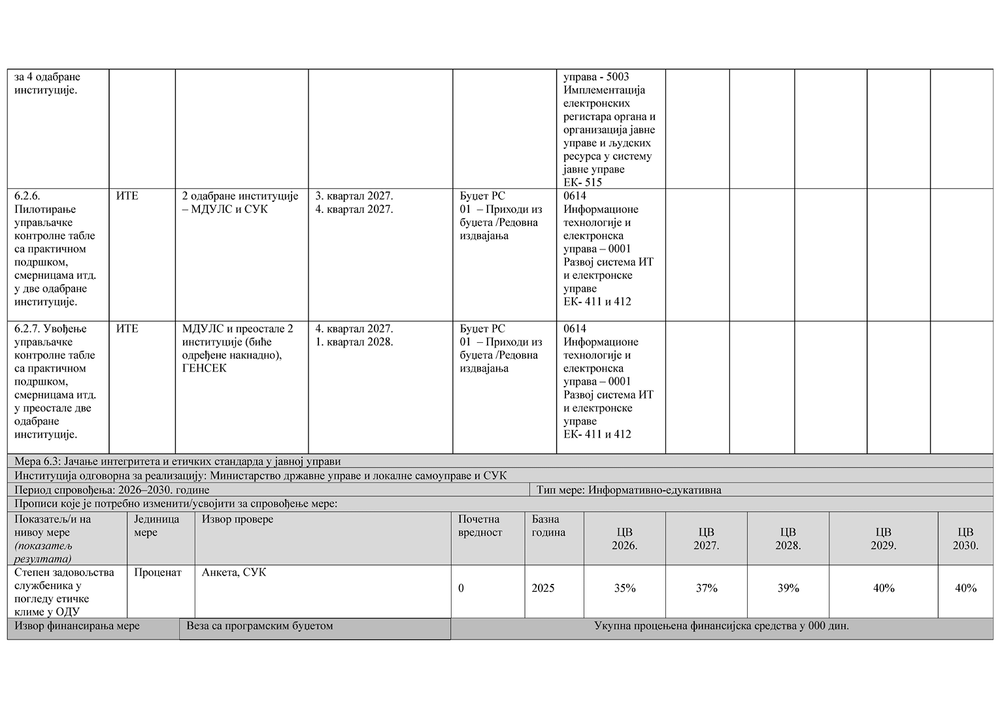 за 4 одабране
институције.
управа - 5003
Имплементација
електронских
регистара органа и
организација јавне
управе и људских
ресурса у систему
јавне управе
ЕК- 515
6.2.6.
Пилотирање
управљачке
контролне табле
са практичном
подршком,
смерницама итд.
у две одабране
институције.
ИТЕ
2 одабране институције
– МДУЛС и СУК
3. квартал 2027.
4. квартал 2027.
Буџет РС
01 – Приходи из
буџета /Редовна
издвајања
0614
Информационе
технологије и
електронска
управа – 0001
Развој система ИТ
и електронске
управе
ЕК- 411 и 412
6.2.7. Увођење
управљачке
контролне табле
са практичном
подршком,
смерницама итд.
у преостале две
одабране
институције.
ИТЕ
МДУЛС и преостале 2
институције (биће
одређене накнадно),
ГЕНСЕК
4. квартал 2027.
1. квартал 2028.
Буџет РС
01 – Приходи из
буџета /Редовна
издвајања
0614
Информационе
технологије и
електронска
управа – 0001
Развој система ИТ
и електронске
управе
ЕК- 411 и 412
Мера 6.3: Јачање интегритета и етичких стандарда у јавној управи
Институција одговорна за реализацију: Министарство државне управе и локалне самоуправе и СУК
Период спровођења: 2026–2030. године
Тип мере: Информативно-едукативна
Прописи које је потребно изменити/усвојити за спровођење мере:
Показатељ/и на
нивоу мере
(показатељ
резултата)
Јединица
мере
Извор провере
Почетна
вредност
Базна
година
ЦВ
2026.
ЦВ
2027.
ЦВ
2028.
ЦВ
2029.
ЦВ
2030.
Степен задовољства
службеника у
погледу етичке
климе у ОДУ
Проценат
Анкета, СУК
0
2025
35%
37%
39%
40%
40%
Извор финансирања мере
Веза са програмским буџетом
Укупна процењена финансијска средства у 000 дин.